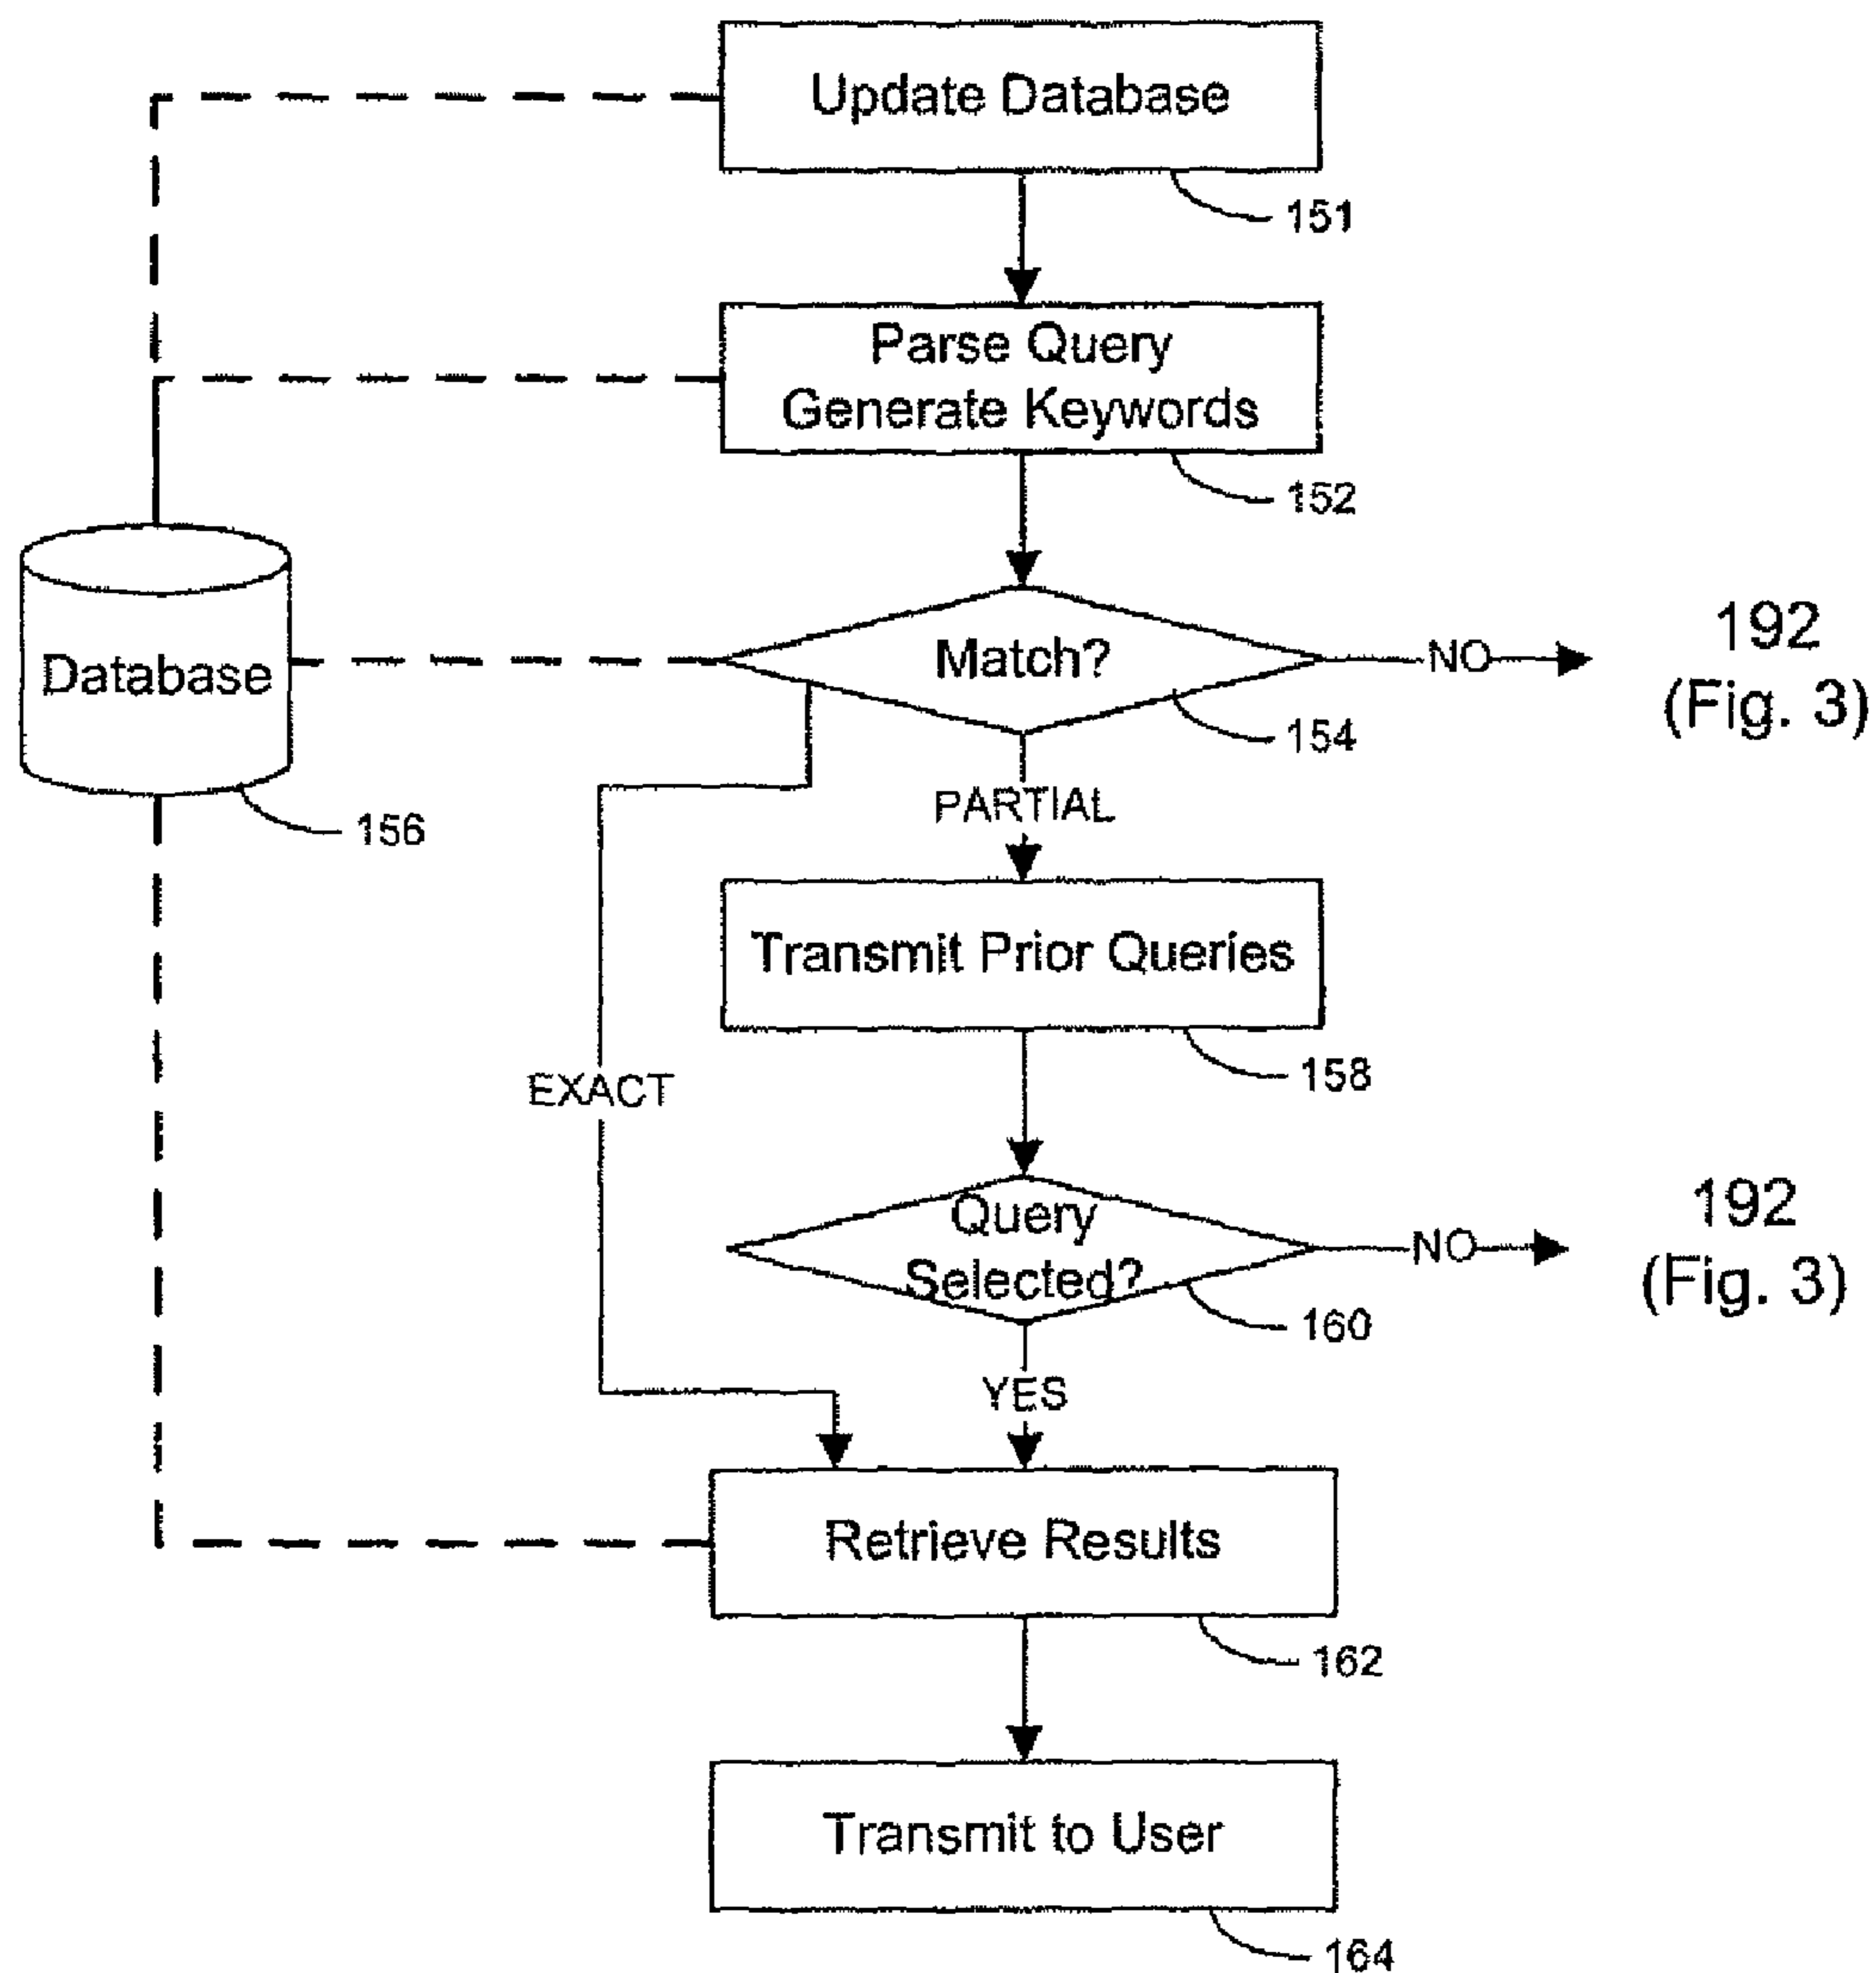 Update Database
151
Parse Query
Generate Keywords
152
Database
156
Match?
154
NO
192
(Fig. 3)
PARTIAL
EXACT
Transmit Prior Queries
158
Query
Selected?
160
NO
192
(Fig. 3)
YES
Retrieve Results
162
Transmit to User
164